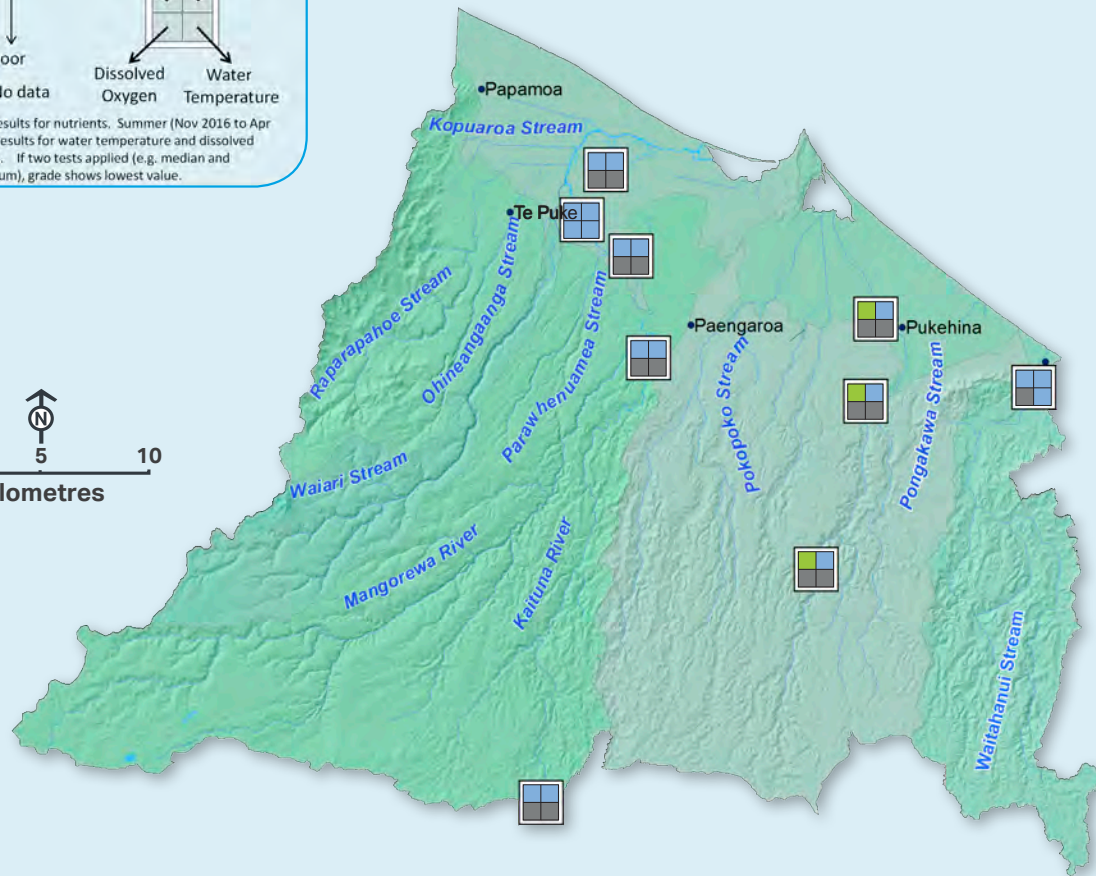 oor
Dissolved
Oxygen
Water
Temperature
lo data
esults for nutrients. Summer (Nov 2016 to Apr
esults for water temperature and dissolved
. If two tests applied (e.g. median and
um), grade shows lowest value.
Papamoa
Kopuaroa Stream
Te Puke
Raparapahoe Stream
Ohineangaanga Stream
Parawhenuamea Stream
Paengaroa
Pokopoko Stream
Pukehina
Pongakawa Stream
N
5
10
lometres
Waiari Stream
Mangorewa River
Kaituna River
Waitahanui Stream